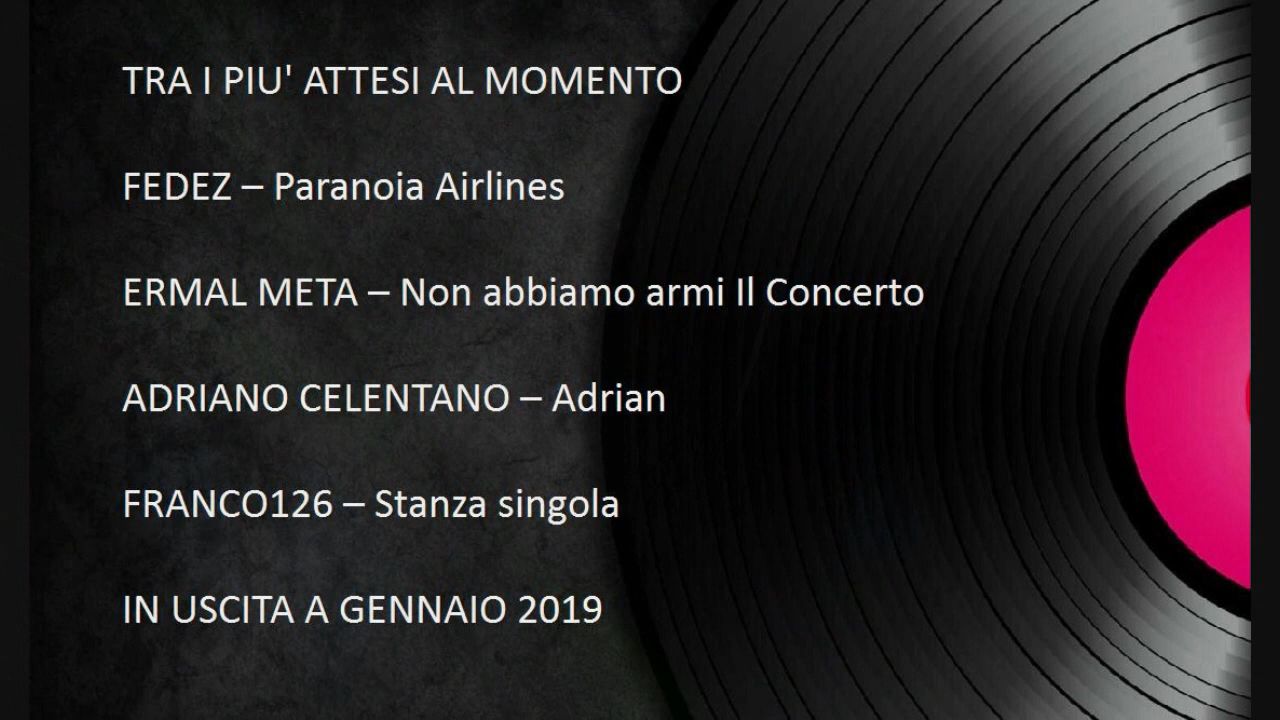 TRA I PIU' ATTESI AL MOMENTO
FEDEZ – Paranoia Airlines
ERMAL META – Non abbiamo armi Il Concerto
ADRIANO CELENTANO – Adrian
FRANCO126 – Stanza singola
IN USCITA A GENNAIO 2019